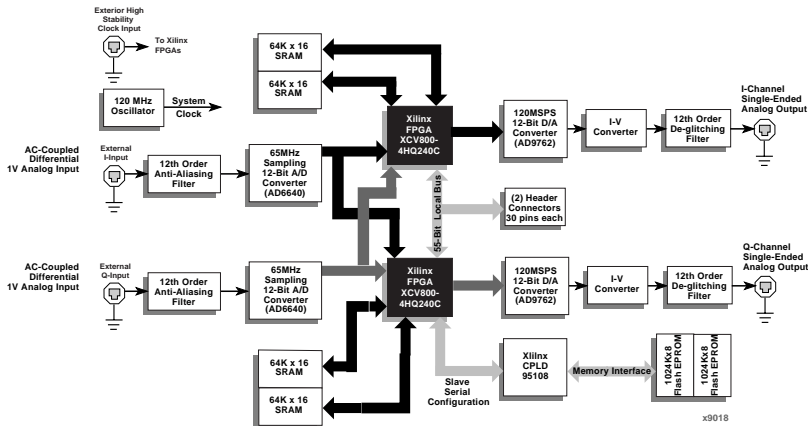 Exterior High
Stability
Clock Input
To Xilinx
FPGAs
64K x 16
SRAM
64K x 16
SRAM
120 MHz
Oscillator
System
Clock
Xilinx
FPGA
XCV800-
4HQ240C
120MSPS
12-Bit D/A
Converter
(AD9762)
I-V
Converter
12th Order
De-glitching
Filter
I-Channel
Single-Ended
Analog Output
AC-Coupled
Differential
1V Analog Input
External
I-Input
12th Order
Anti-Aliasing
Filter
65MHz
Sampling
12-Bit A/D
Converter
(AD6640)
55-Bit Local Bus
(2) Header
Connectors
30 pins each
AC-Coupled
Differential
1V Analog Input
External
Q-Input
12th Order
Anti-Aliasing
Filter
65MHz
Sampling
12-Bit A/D
Converter
(AD6640)
Xilinx
FPGA
XCV800-
4HQ240C
120MSPS
12-Bit D/A
Converter
(AD9762)
I-V
Converter
12th Order
De-glitching
Filter
Q-Channel
Single-Ended
Analog Output
64K x 16
SRAM
64K x 16
SRAM
Slave
Serial
Configuration
XIiInx
CPLD
95108
Memory Interface
1024Kx8
Flash EPROM
1024Kx8
Flash EPROM
x9018